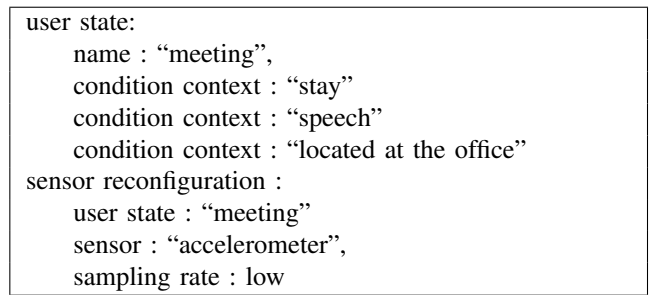 user state:
name : “meeting”,
condition context : “stay”
condition context : “speech”
condition context : “located at the office”
sensor reconfiguration :
user state : “meeting”
sensor : “accelerometer”,
sampling rate : low